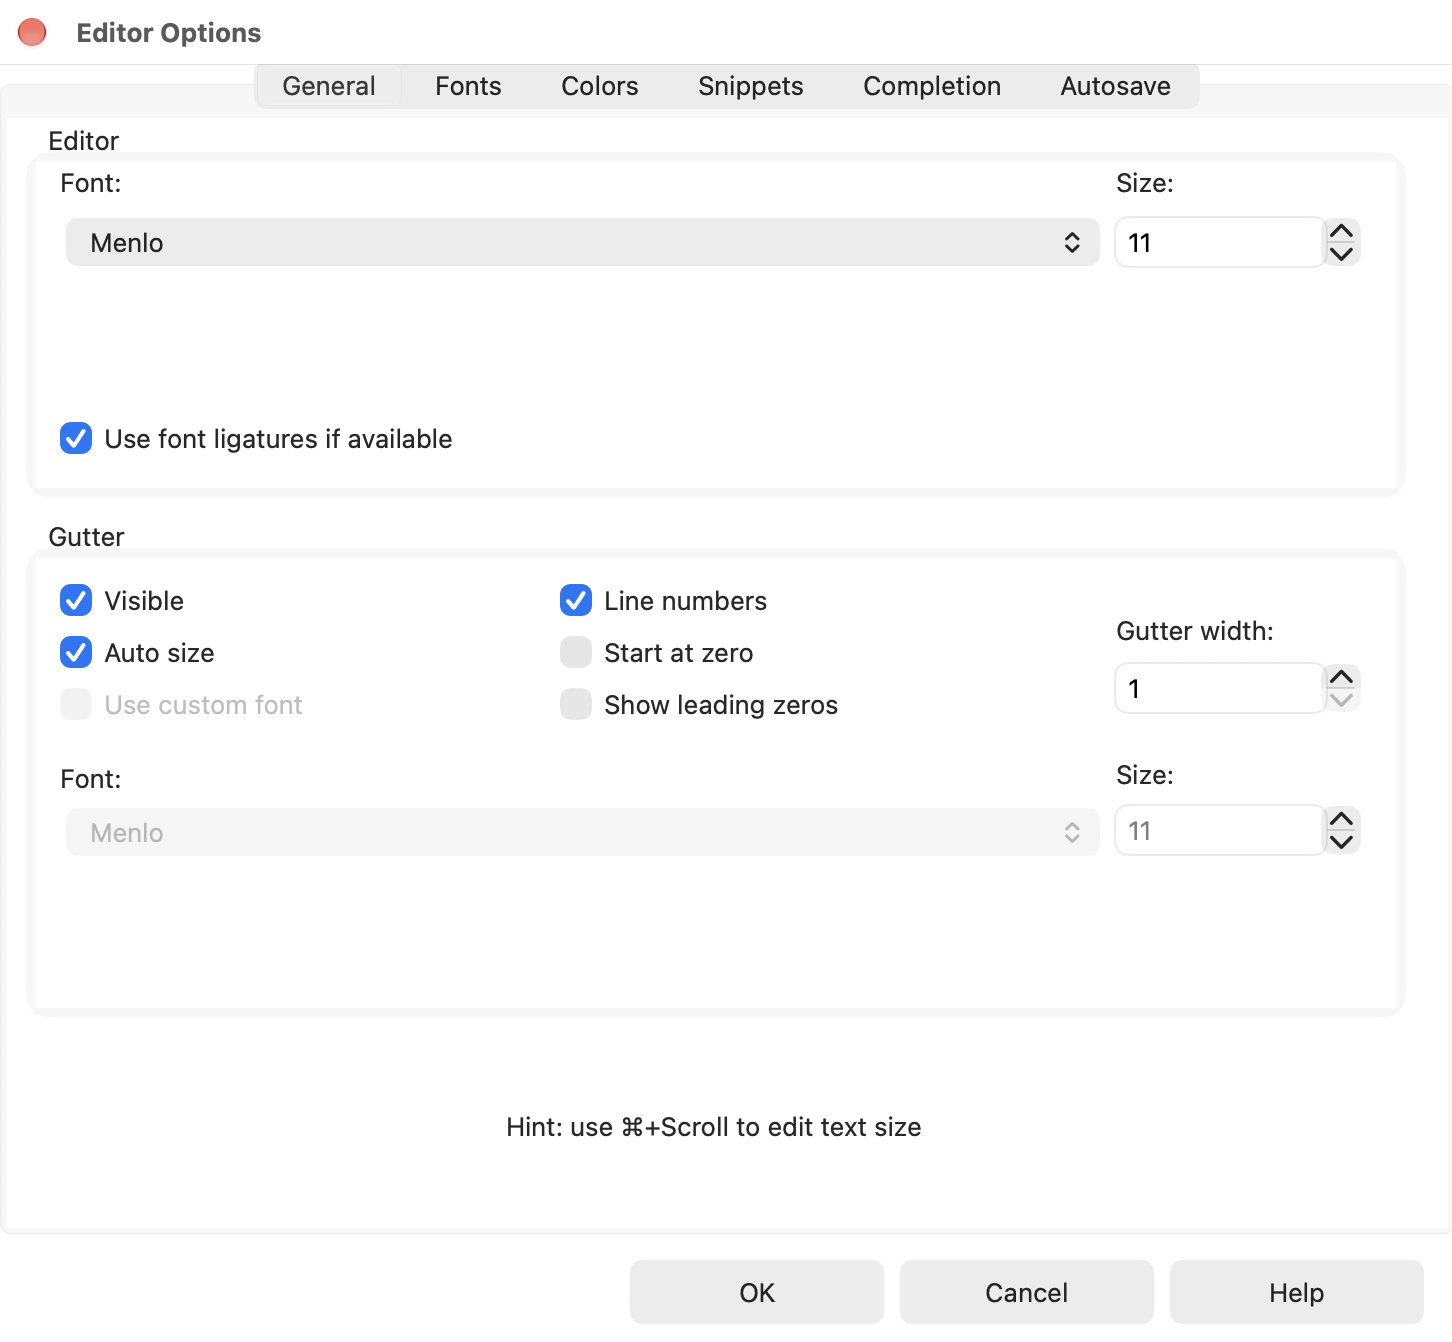 Editor Options
General Fonts Colors Snippets Completion Autosave
Editor
Font: Size:
Menlo 11
Use font ligatures if available
Gutter
Visible Line numbers
Gutter width:
Auto size Start at zero
1
Use custom font Show leading zeros
Font: Size:
Menlo 11
Hint: use ⌘+Scroll to edit text size
OK Cancel Help